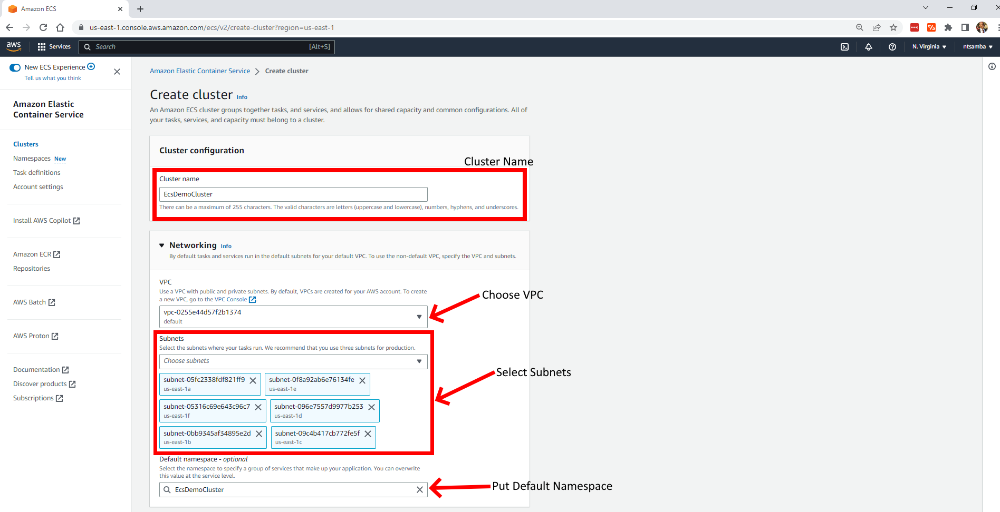 Amazon ECS
us-east-1.console.aws.amazon.com/ecs/v2/create-cluster?region=us-east-1
aws
Services
Search
[Alt+S]
N. Virginia
ntsamba
New ECS Experience
Tell us what you think
Amazon Elastic
Container Service
Clusters
Namespaces New
Task definitions
Account settings
Install AWS Copilot
Amazon ECR
Repositories
AWS Batch
AWS Proton
Documentation
Discover products
Subscriptions
Amazon Elastic Container Service
Create cluster
Create cluster Info
An Amazon ECS cluster groups together tasks, and services, and allows for shared capacity and common configurations. All of
your tasks, services, and capacity must belong to a cluster.
Cluster configuration
Cluster Name
Cluster name
EcsDemoCluster
There can be a maximum of 255 characters. The valid characters are letters (uppercase and lowercase), numbers, hyphens, and underscores.
Networking Info
By default tasks and services run in the default subnets for your default VPC. To use the non-default VPC, specify the VPC and subnets.
VPC
Use a VPC with public and private subnets. By default, VPCs are created for your AWS account. To create
a new VPC, go to the VPC Console.
Choose VPC
vpc-0255e44d57f2b1374
default
Subnets
Select the subnets where your tasks run. We recommend that you use three subnets for production.
Choose subnets
Select Subnets
subnet-05fc2338fdf821ff9
us-east-1a
subnet-0f8a92ab6e76134fe
us-east-1e
subnet-05316c69e643c96c7
us-east-1f
subnet-096e7557d9977b253
us-east-1d
subnet-0bb9345af34895e2d
us-east-1b
subnet-09c4b417cb772fe5f
us-east-1c
Default namespace - optional
Select the namespace to specify a group of services that make up your application. You can overwrite
this value at the service level.
EcsDemoCluster
Put Default Namespace